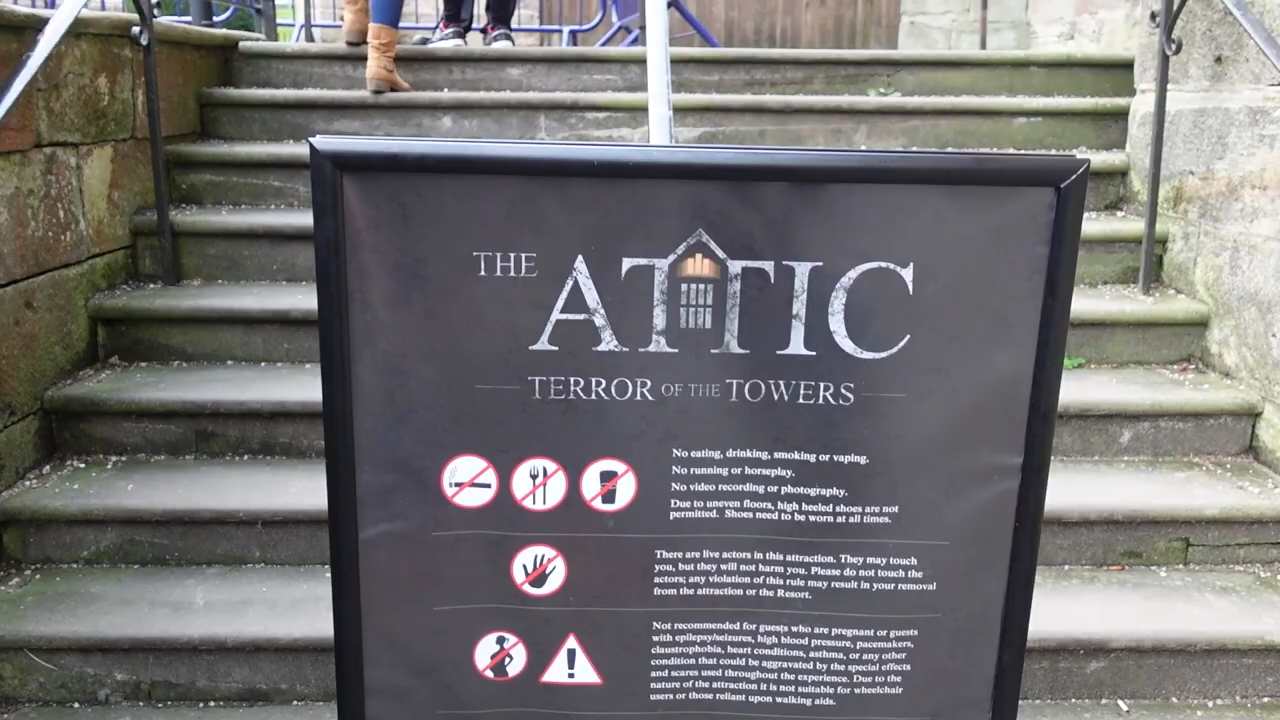 THE ATTIC
TERROR OF THE TOWERS
No eating, drinking, smoking or vaping.
No running or horseplay.
No video recording or photography.
Due to uneven floors, high heeled shoes are not
permitted. Shoes need to be worn at all times.
There are live actors in this attraction. They may touch
you, but they will not harm you. Please do not touch the
actors; any violation of this rule may result in your removal
from the attraction or the Resort.
Not recommended for guests who are pregnant or guests
with epilepsy/seizures, high blood pressure, pacemakers,
claustrophobia, heart conditions, asthma, or any other
condition that could be aggravated by the special effects
and scares used throughout the experience. Due to the
nature of the attraction it is not suitable for wheelchair
users or those reliant upon walking aids.